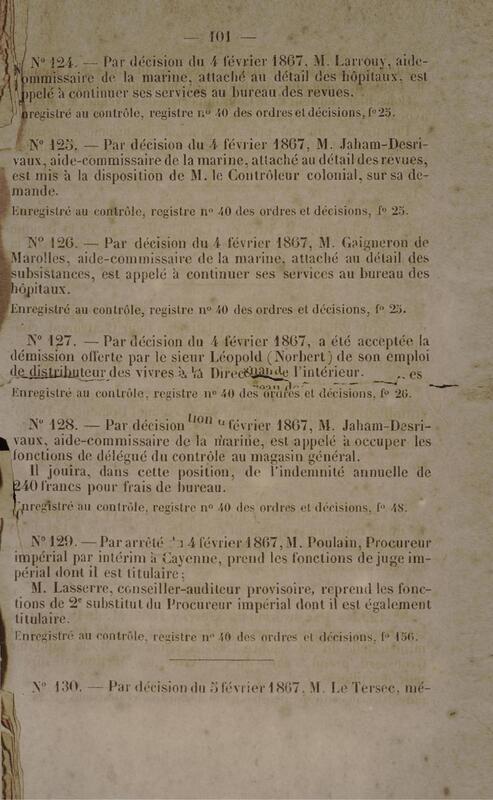 — 101 —
N° 124. — Par décision du 4 février 1867, M. Larrouy, aide-
ommissaire de la marine, attaché au détail des hôpitaux, est
ppelé à continuer ses services au bureau des revues.
nregistré au contrôle, registre n° 40 des ordres et décisions, f° 25.
N° 125. — Par décision du 4 février 1867, M. Jaham-Desri-
vaux, aide-commissaire de la marine, attaché au détail des revues,
est mis à la disposition de M. le Contrôleur colonial, sur sa de-
mande.
Enregistré au contrôle, registre n° 40 des ordres et décisions, f° 25.
N° 126. — Par décision du 4 février 1867, M. Gaigneron de
Marolles, aide-commissaire de la marine, attaché au détail des
subsistances, est appelé à continuer ses services au bureau des
hôpitaux.
Enregistré au contrôle, registre n° 40 des ordres et décisions, f° 25.
N° 127. — Par décision du 4 février 1867, a été acceptée la
démission offerte par le sieur Léopold (Norbert) de son emploi
de distributeur des vivres à la Direc de l'intérieur.
Enregistré au contrôle, registre n° 40 des ordres et décisions, f° 26.
N° 128. — Par décision février 1867, M. Jaham-Desri-
vaux, aide-commissaire de la marine, est appelé à occuper les
fonctions de délégué du contrôle au magasin général.
Il jouira, dans cette position, de l'indemnité annuelle de
240 francs pour frais de bureau.
nregistré au contrôle, registre n° 40 des ordres et décisions, f° 48.
N° 129. — Par arrêté 4 février 1867, M. Poulain, Procureur
impérial par intérim à Cayenne, prend les fonctions de juge im-
périal dont il est titulaire;
M. Lasserre, conseiller-auditeur provisoire, reprend les fonc-
tions de 2e substitut du Procureur impérial dont il est également
titulaire.
Enregistré au contrôle, registre n° 40 des ordres et décisions, f° 156.
N° 130. — Par décision du 5 février 1867, M. Le Tersec, mé-